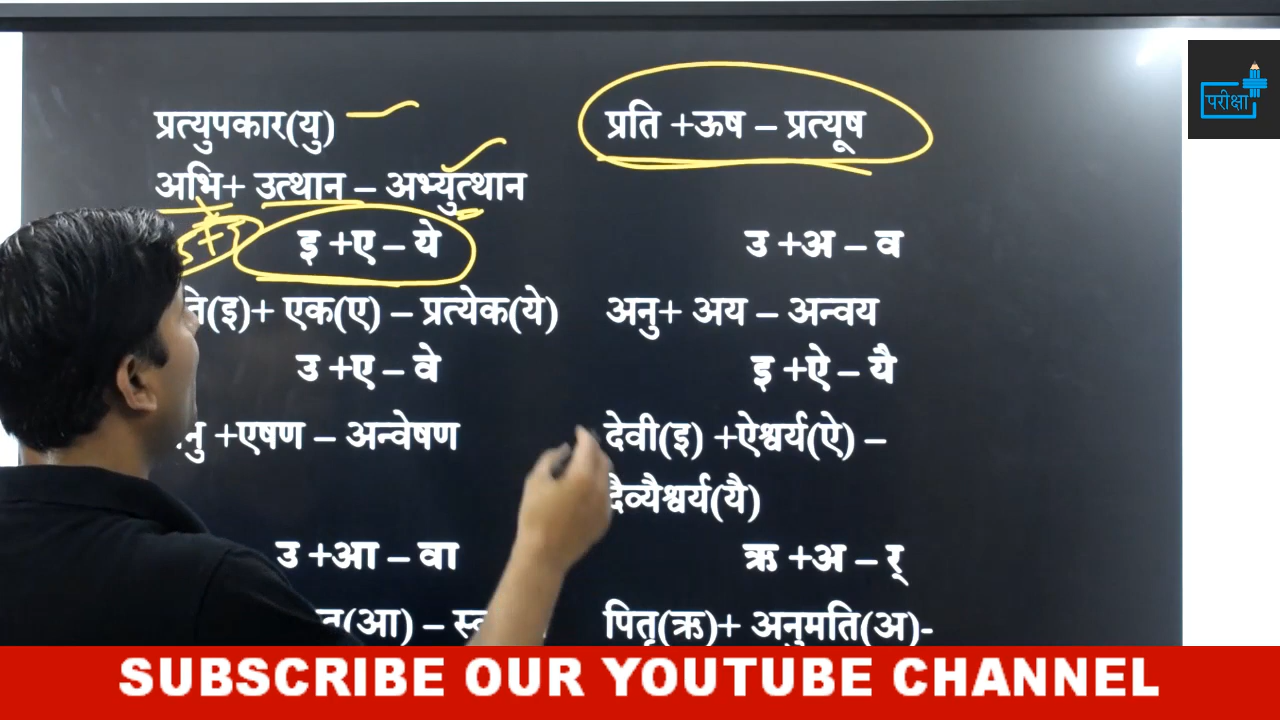 प्रत्युपकार(यु)
अभि+ उत्थान – अभ्युत्थान
इ +ए – ये
ति(इ)+ एक(ए) – प्रत्येक(ये)
उ +ए – वे
नु +एषण – अन्वेषण
उ +आ – वा
त(आ) –
प्रति +ऊष – प्रत्यूष
उ +अ – व
अनु+ अय – अन्वय
इ +ऐ – यै
देवी(इ) +ऐश्वर्य(ऐ) –
दैव्यैश्वर्य(यै)
ऋ +अ – र्
पितृ(ऋ)+ अनुमति(अ)-
परीक्षा
SUBSCRIBE OUR YOUTUBE CHANNEL